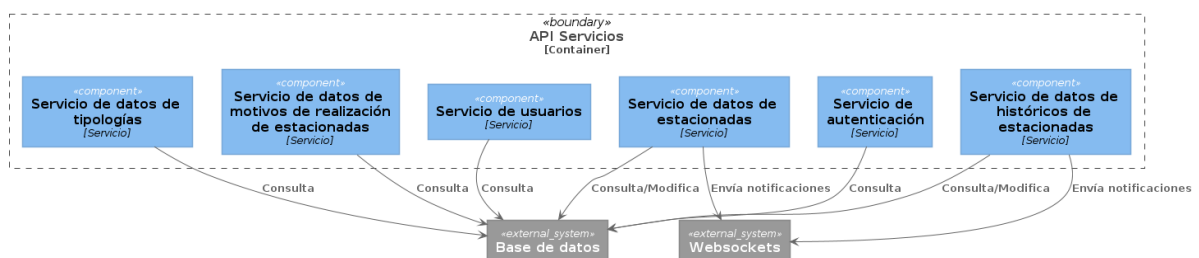 «boundary»
API Servicios
[Container]
«component»
Servicio de datos de
tipologías
[Servicio]
«component»
Servicio de datos de
motivos de realización
de estacionadas
[Servicio]
«component»
Servicio de usuarios
[Servicio]
«component»
Servicio de datos de
estacionadas
[Servicio]
«component»
Servicio de
autenticación
[Servicio]
«component»
Servicio de datos de
históricos de
estacionadas
[Servicio]
Consulta
Consulta
Consulta
Consulta/Modifica
Envía notificaciones
Consulta
Consulta/Modifica
Envía notificaciones
«external_system»
Base de datos
«external_system»
Websockets